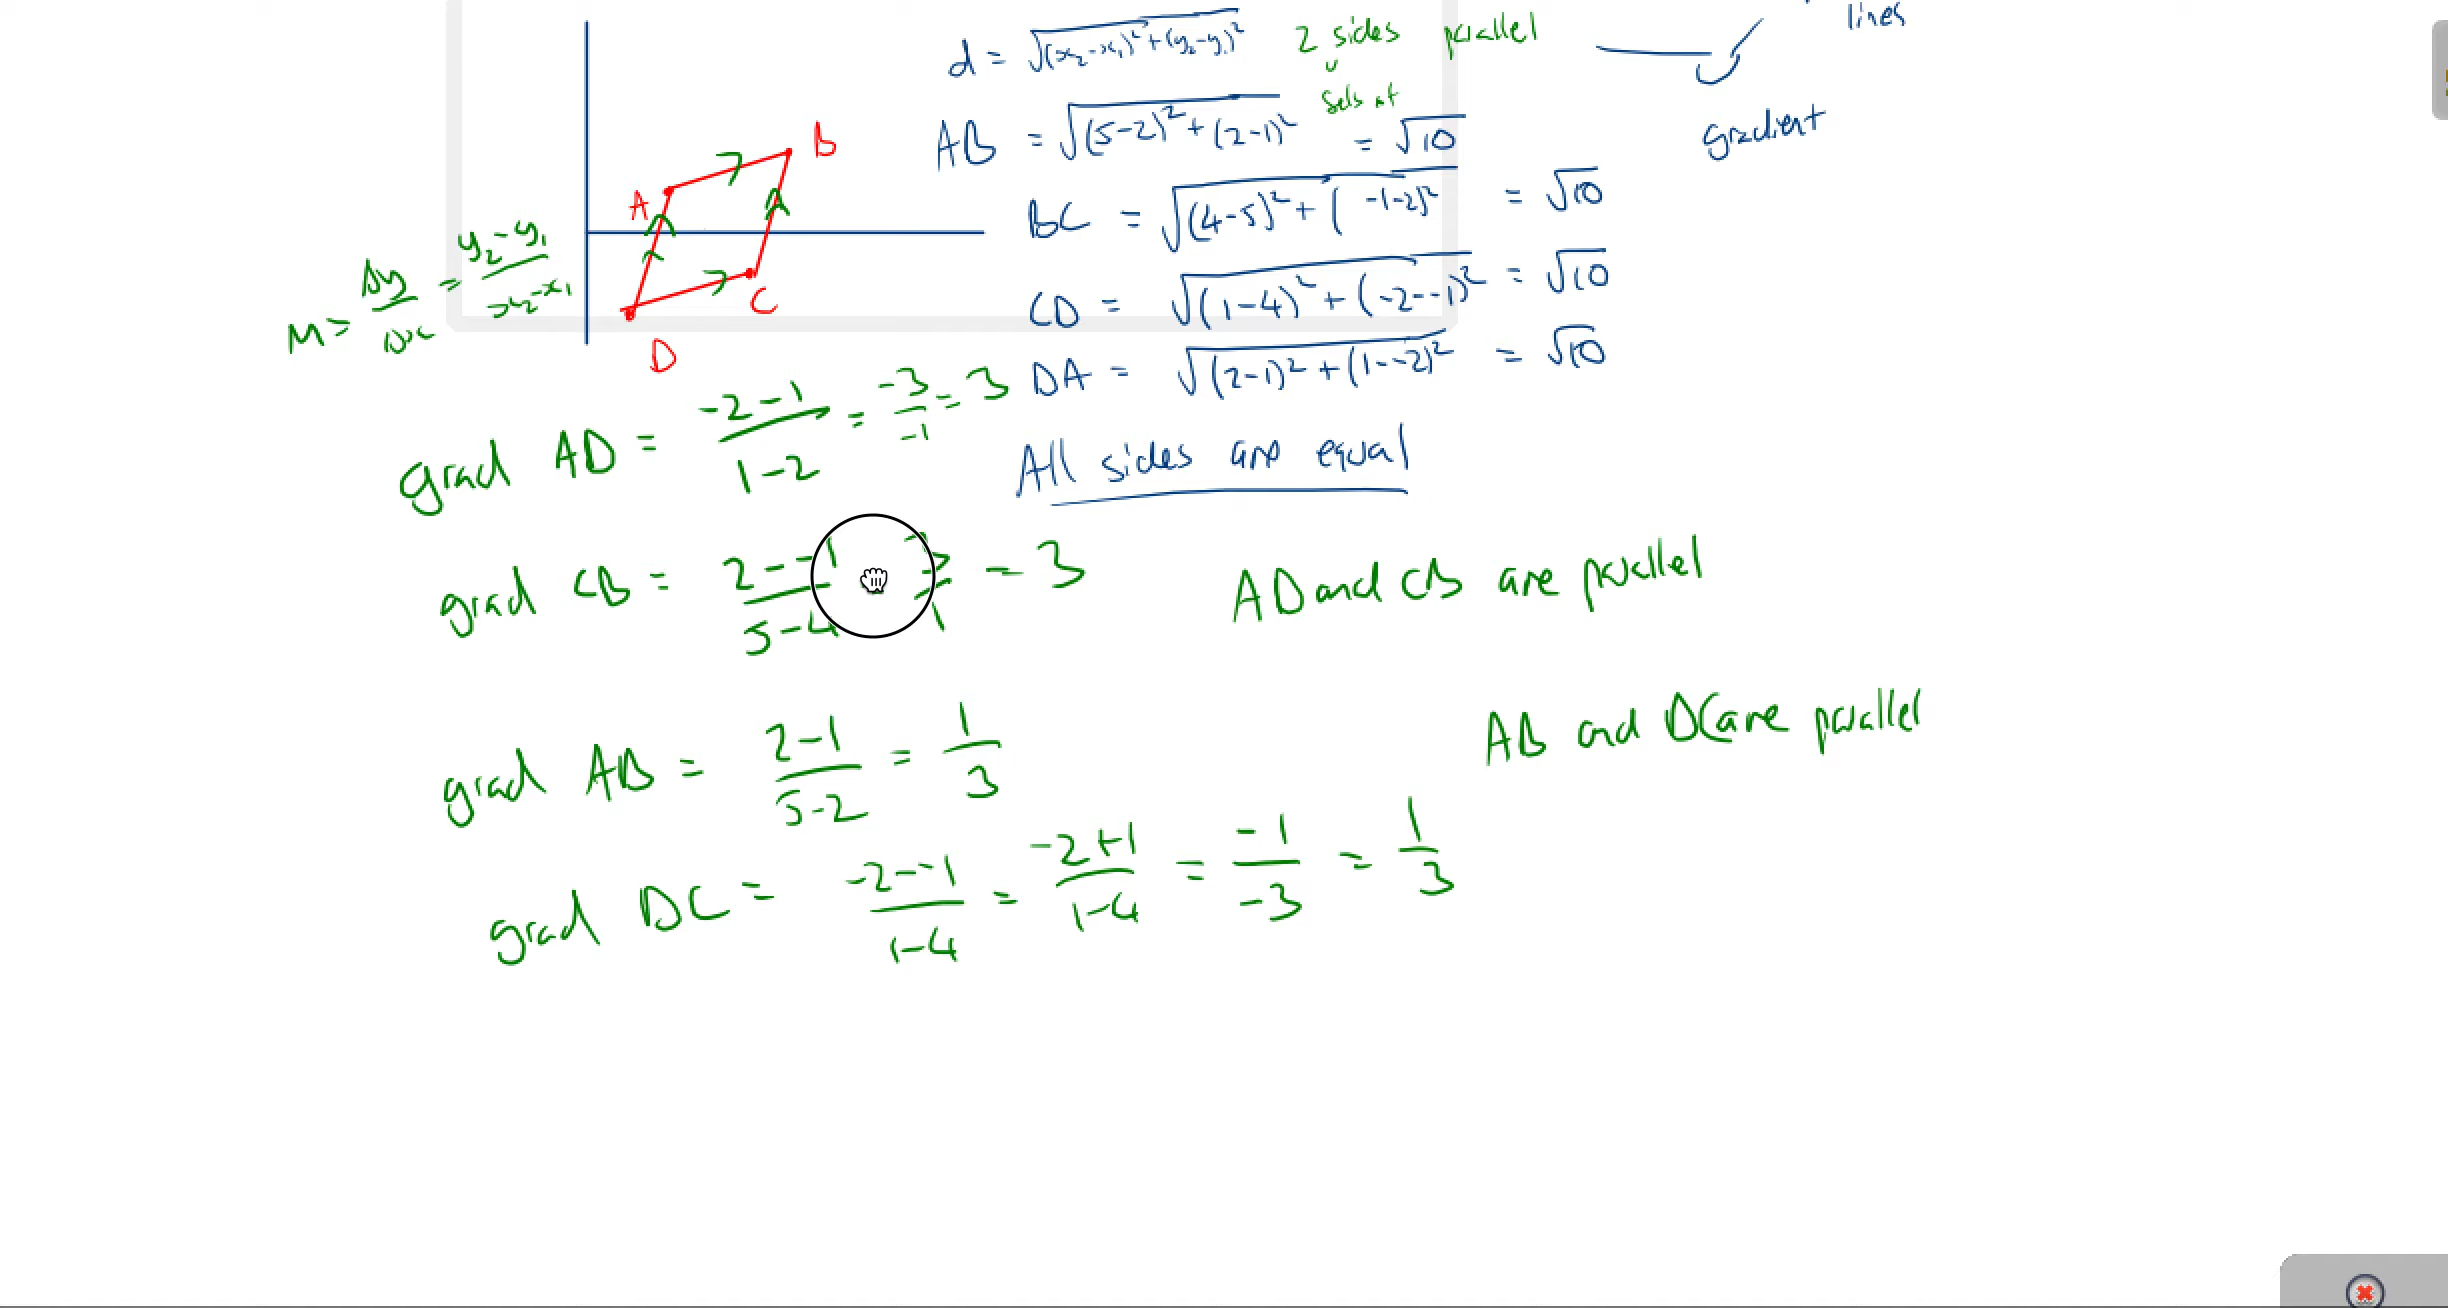 lines
d = √(x₂-x₁)²+(y₂-y₁)² 2 sides parallel
sets of
gradient
AB = √(5-2)²+(2-1)² = √10
B
BC = √(4-5)²+( -1-2)² = √10
A
M = Δy/Δx = y₂-y₁/x₂-x₁
CD = √(1-4)²+(-2--1)² = √10
C
D
DA = √(2-1)²+(1--2)² = √10
grad AD = -2-1/1-2 = -3/-1 = 3
All sides are equal
grad CB = 2--1/5-4 3/1 = 3
AD and CB are parallel
grad AB = 2-1/5-2 = 1/3
AB and DC are parallel
grad DC = -2--1/1-4 = -2+1/1-4 = -1/-3 = 1/3